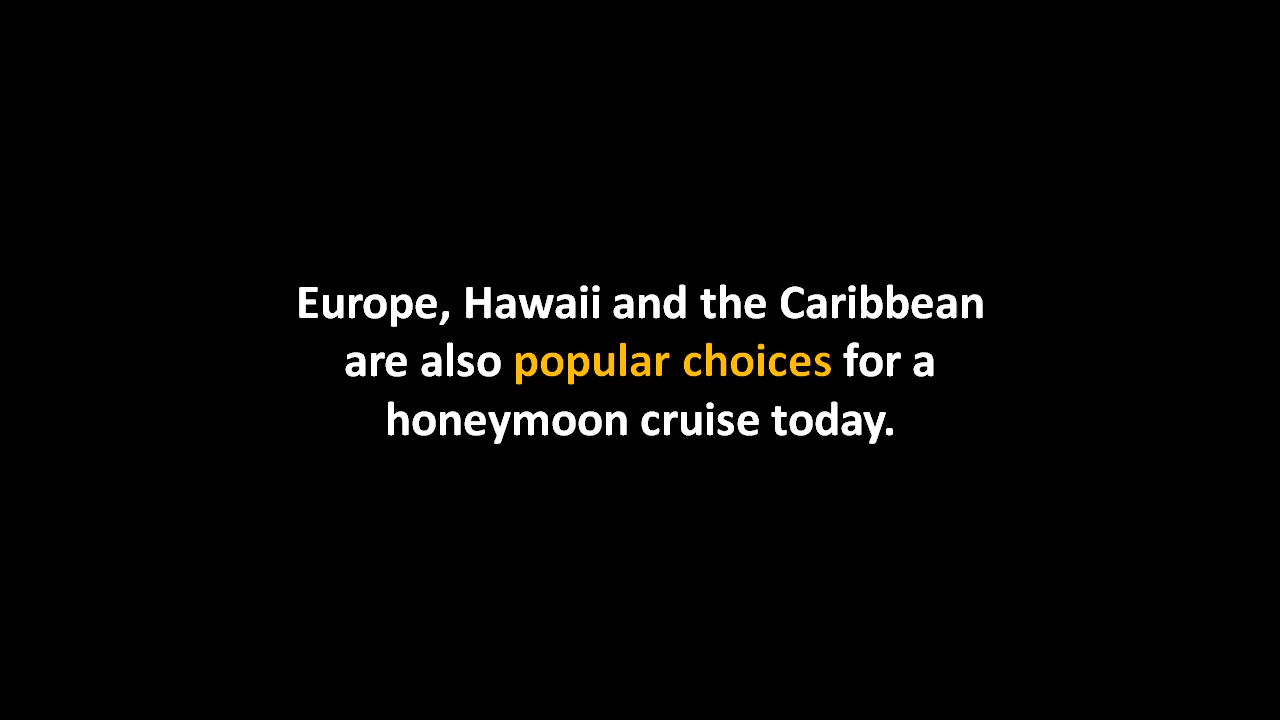 Europe, Hawaii and the Caribbean
are also popular choices for a
honeymoon cruise today.